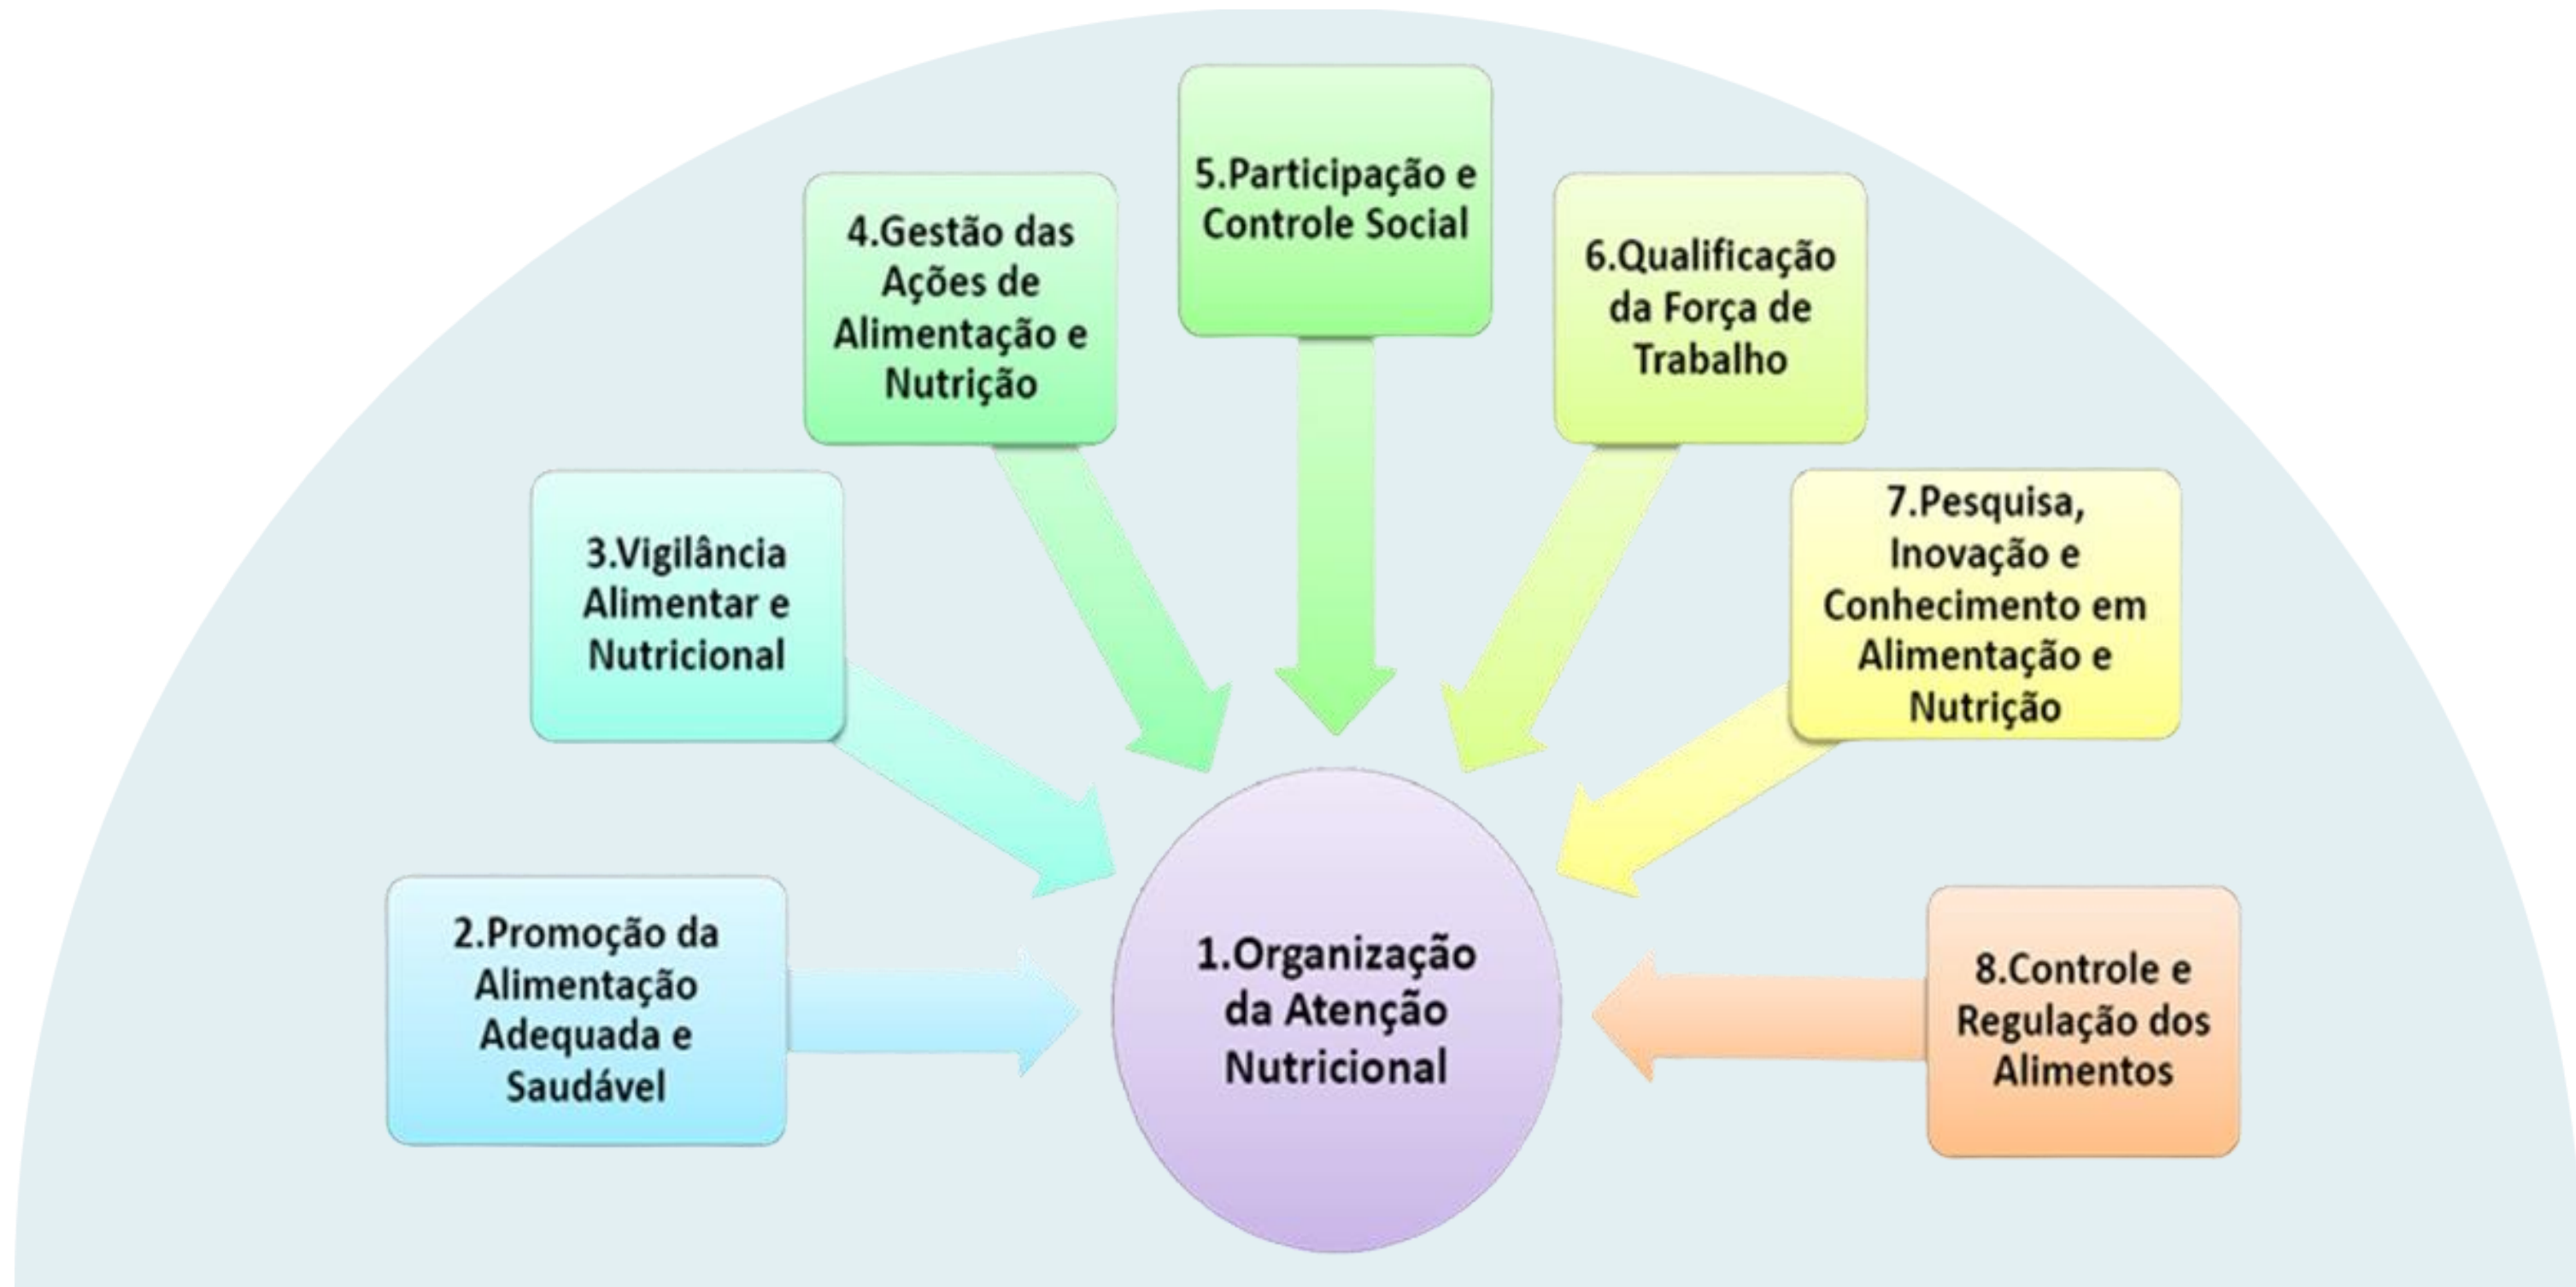 5.Participação e
Controle Social
4.Gestão das
Ações de
Alimentação e
Nutrição
6.Qualificação
da Força de
Trabalho
3.Vigilância
Alimentar e
Nutricional
7.Pesquisa,
Inovação e
Conhecimento em
Alimentação e
Nutrição
2.Promoção da
Alimentação
Adequada e
Saudável
1.Organização
da Atenção
Nutricional
8.Controle e
Regulação dos
Alimentos